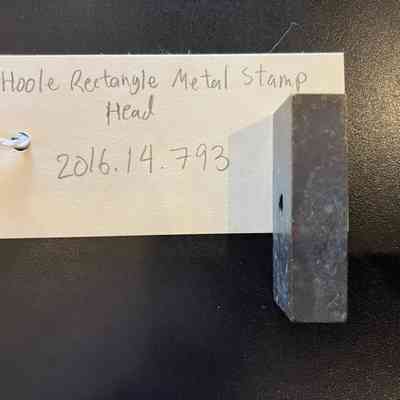 Hoole Rectangle Metal Stamp
Head
2016.14.793